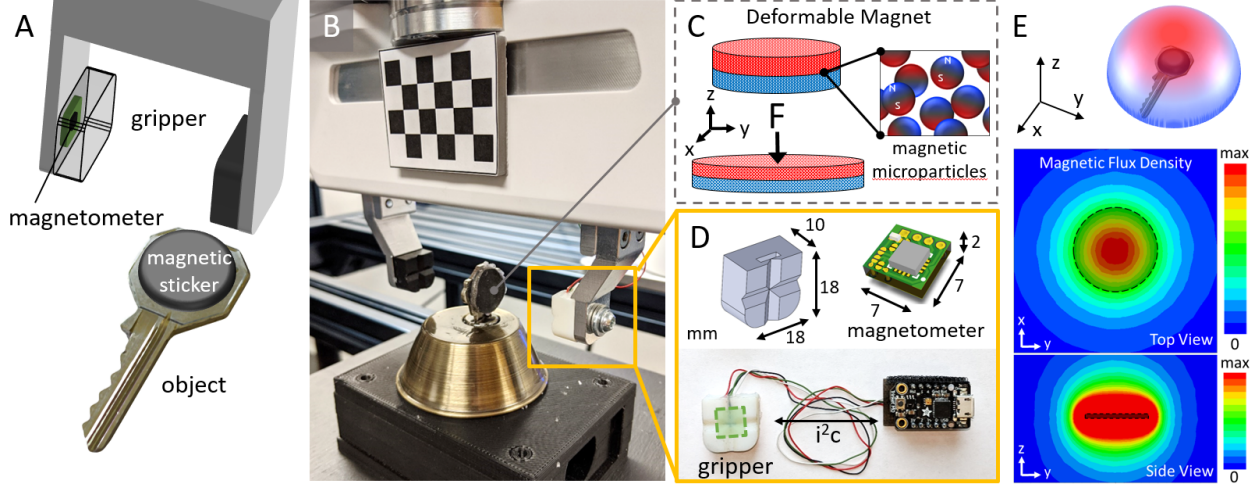 A
gripper
magnetometer
magnetic
sticker
object
B
C
Deformable Magnet
N
S
N
S
z
y
x
F
magnetic
microparticles
D
10
18
18
mm
2
7
7
magnetometer
i²c
gripper
E
z
y
x
Magnetic Flux Density
max
0
x
y
Top View
max
0
z
y
Side View